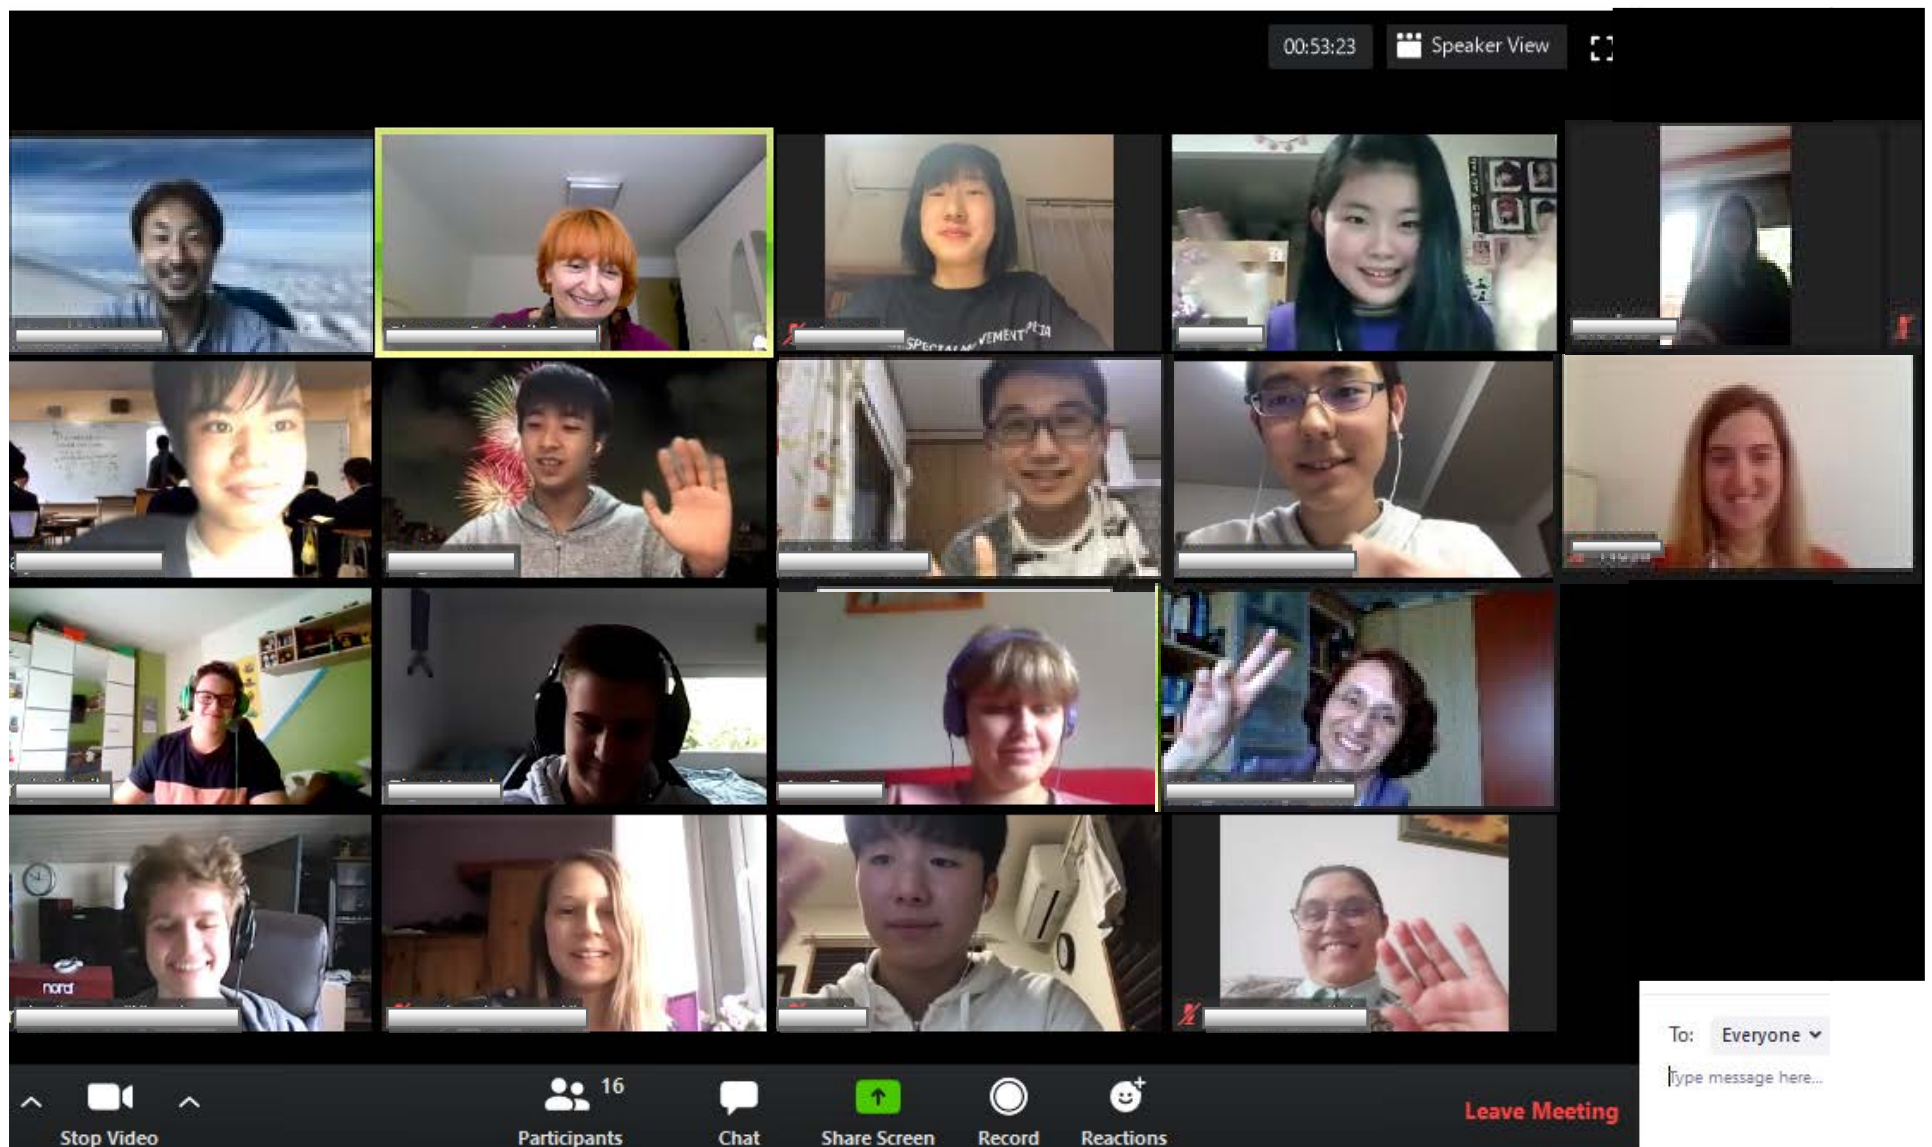 00:53:23
Speaker View
nord
16
Stop Video
Participants
Chat
Share Screen
Record
Reactions
Leave Meeting
To: Everyone
Type message here...